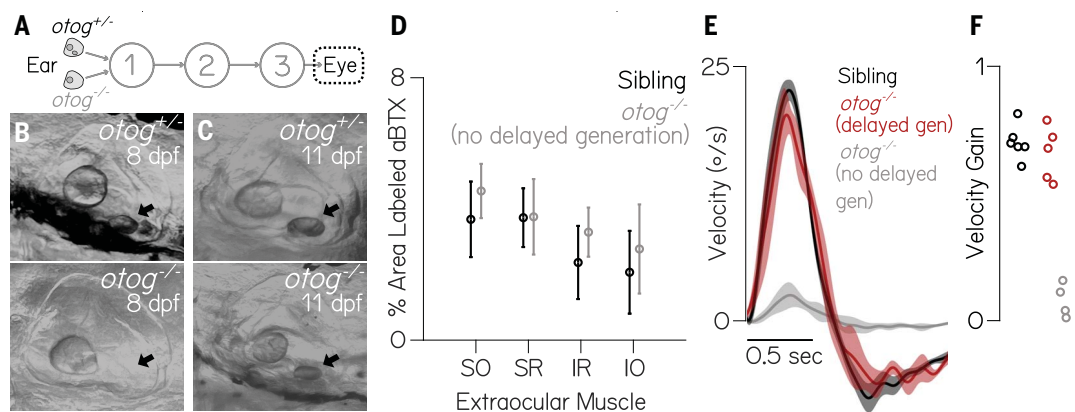 A
otog+/-
Ear
otog-/-
1
2
3
Eye
B
otog+/-
8 dpf
C
otog+/-
11 dpf
otog-/-
8 dpf
otog-/-
11 dpf
D
8
0
% Area Labeled aBTX
Sibling
otog-/-
(no delayed generation)
SO
SR
IR
IO
Extraocular Muscle
E
25
0
Velocity (o/s)
Sibling
otog-/-
(delayed gen)
otog-/-
(no delayed
gen)
0.5 sec
F
1
0
Velocity Gain